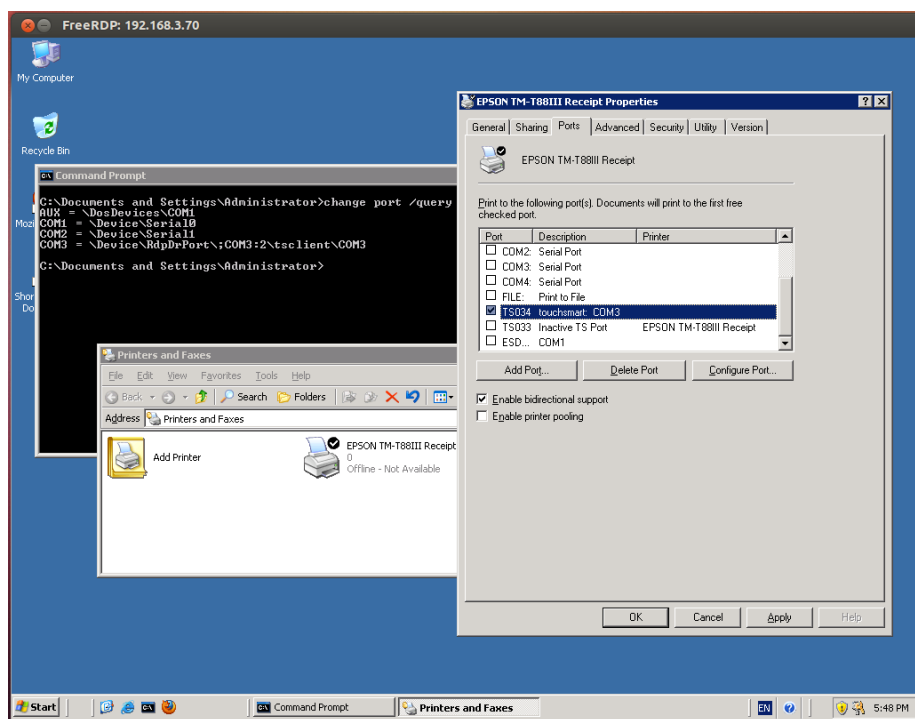 FreeRDP: 192.168.3.70
My Computer
Recycle Bin
Command Prompt
C:\Documents and Settings\Administrator>change port /query
AUX = \DosDevices\COM1
COM1 = \Device\Serial0
COM2 = \Device\Serial1
COM3 = \Device\RdpDrPort\;COM3:2\tsclient\COM3
C:\Documents and Settings\Administrator>
Mozi
Shor
Do
Printers and Faxes
File Edit View Favorites Tools Help
Back Search Folders
Address Printers and Faxes
Add Printer
EPSON TM-T88III Receipt
0
Offline - Not Available
EPSON TM-T88III Receipt Properties
General Sharing Ports Advanced Security Utility Version
EPSON TM-T88III Receipt
Print to the following port(s). Documents will print to the first free
checked port.
Port Description Printer
COM2: Serial Port
COM3: Serial Port
COM4: Serial Port
FILE: Print to File
TS034 touchsmart: COM3
TS033 Inactive TS Port EPSON TM-T88III Receipt
ESD... COM1
Add Port... Delete Port Configure Port...
Enable bidirectional support
Enable printer pooling
OK Cancel Apply Help
Start Command Prompt Printers and Faxes EN 5:48 PM